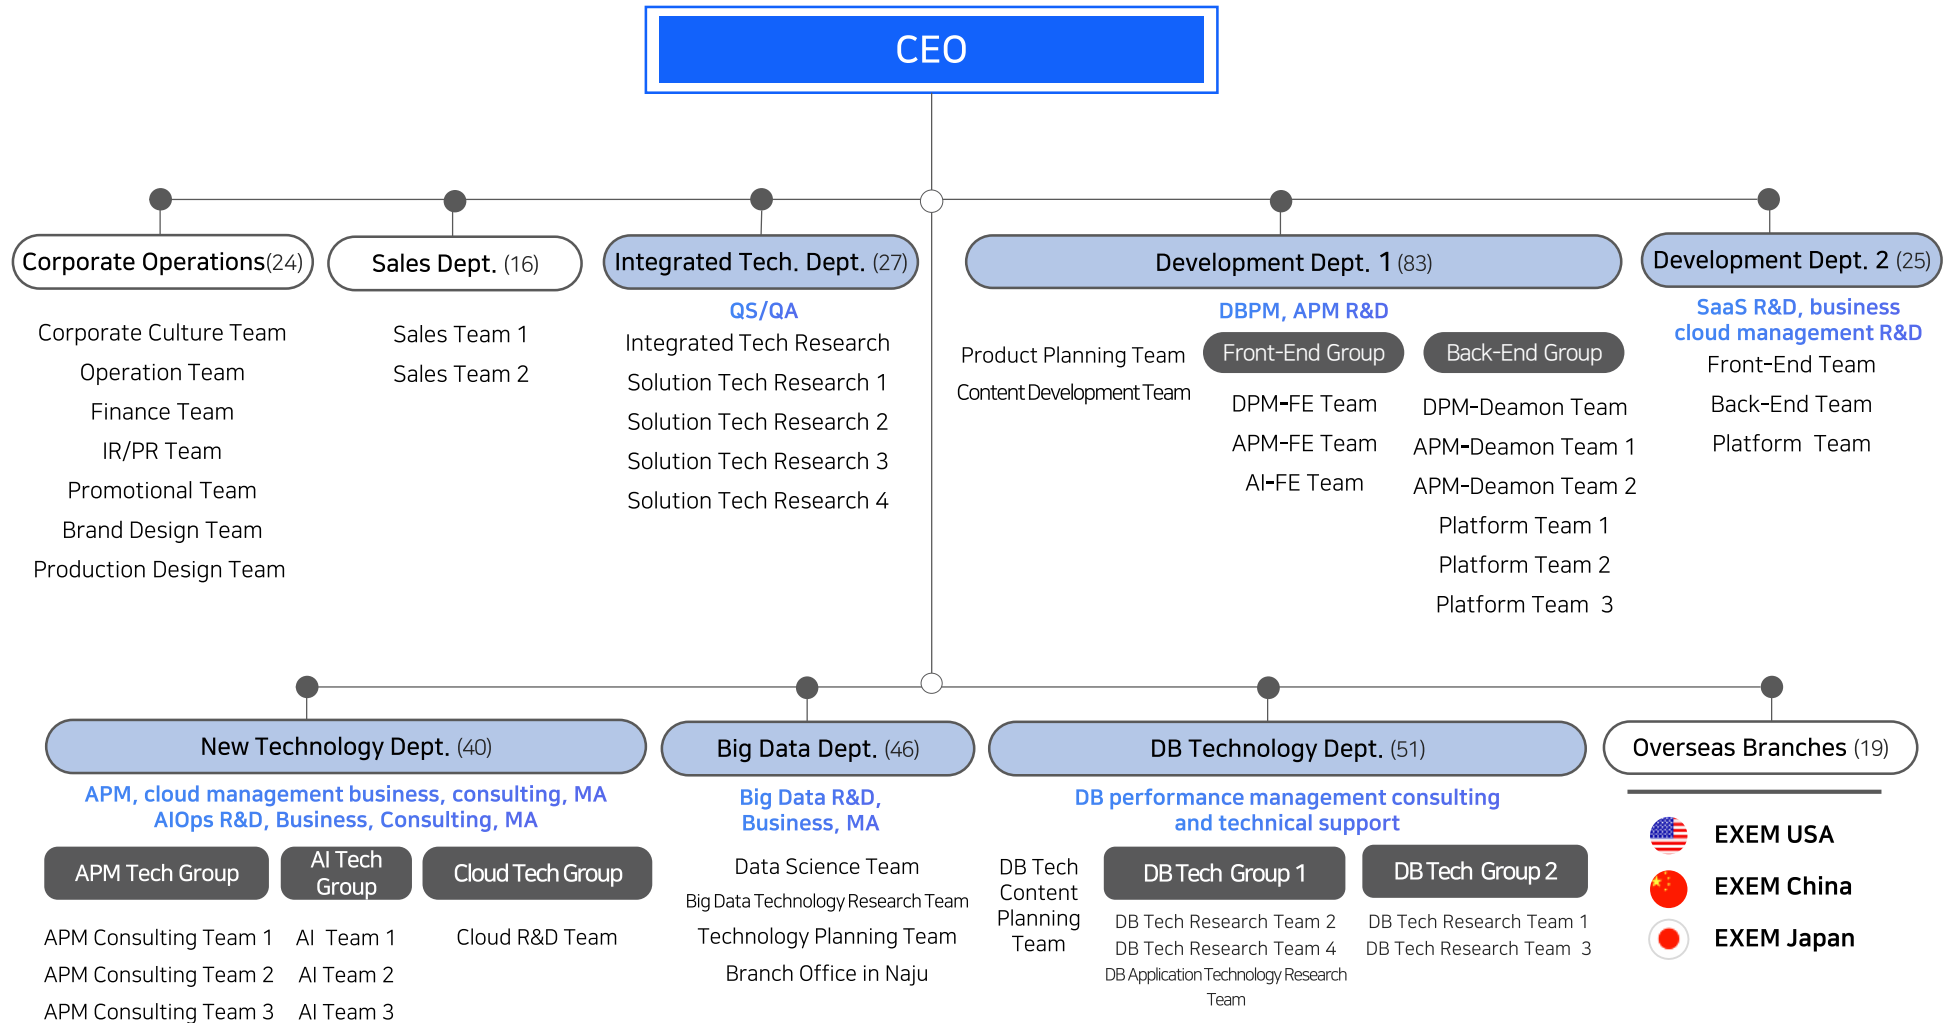 CEO
Corporate Operations(24)
Corporate Culture Team
Operation Team
Finance Team
IR/PR Team
Promotional Team
Brand Design Team
Production Design Team
Sales Dept. (16)
Sales Team 1
Sales Team 2
Integrated Tech. Dept. (27)
QS/QA
Integrated Tech Research
Solution Tech Research 1
Solution Tech Research 2
Solution Tech Research 3
Solution Tech Research 4
Development Dept. 1 (83)
DBPM, APM R&D
Product Planning Team
Content Development Team
Front-End Group
DPM-FE Team
APM-FE Team
AI-FE Team
Back-End Group
DPM-Deamon Team
APM-Deamon Team 1
APM-Deamon Team 2
Platform Team 1
Platform Team 2
Platform Team 3
Development Dept. 2 (25)
SaaS R&D, business
cloud management R&D
Front-End Team
Back-End Team
Platform Team
New Technology Dept. (40)
APM, cloud management business, consulting, MA
AIOps R&D, Business, Consulting, MA
APM Tech Group
APM Consulting Team 1
APM Consulting Team 2
APM Consulting Team 3
AI Tech
Group
AI Team 1
AI Team 2
AI Team 3
Cloud Tech Group
Cloud R&D Team
Big Data Dept. (46)
Big Data R&D,
Business, MA
Data Science Team
Big Data Technology Research Team
Technology Planning Team
Branch Office in Naju
DB Technology Dept. (51)
DB performance management consulting
and technical support
DB Tech
Content
Planning
Team
DB Tech Group 1
DB Tech Research Team 2
DB Tech Research Team 4
DB Application Technology Research
Team
DB Tech Group 2
DB Tech Research Team 1
DB Tech Research Team 3
Overseas Branches (19)
EXEM USA
EXEM China
EXEM Japan